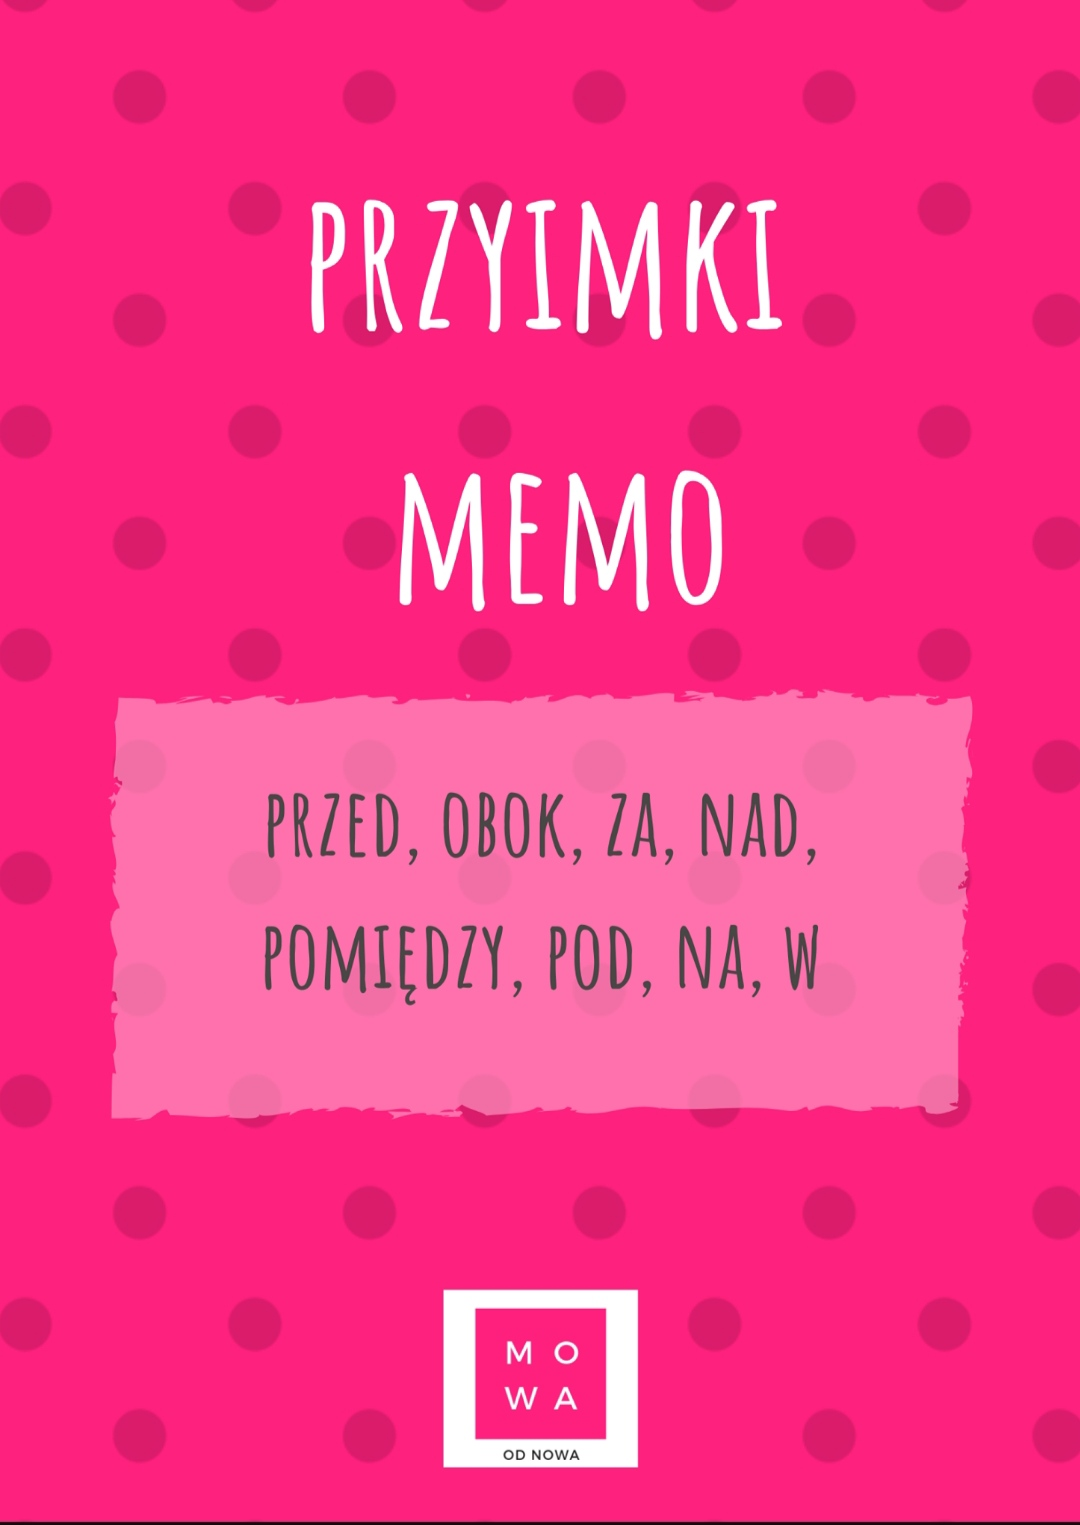 PRZYIMKI
MEMO
PRZED, OBOK, ZA, NAD,
POMIĘDZY, POD, NA, W
MO
WA
OD NOWA